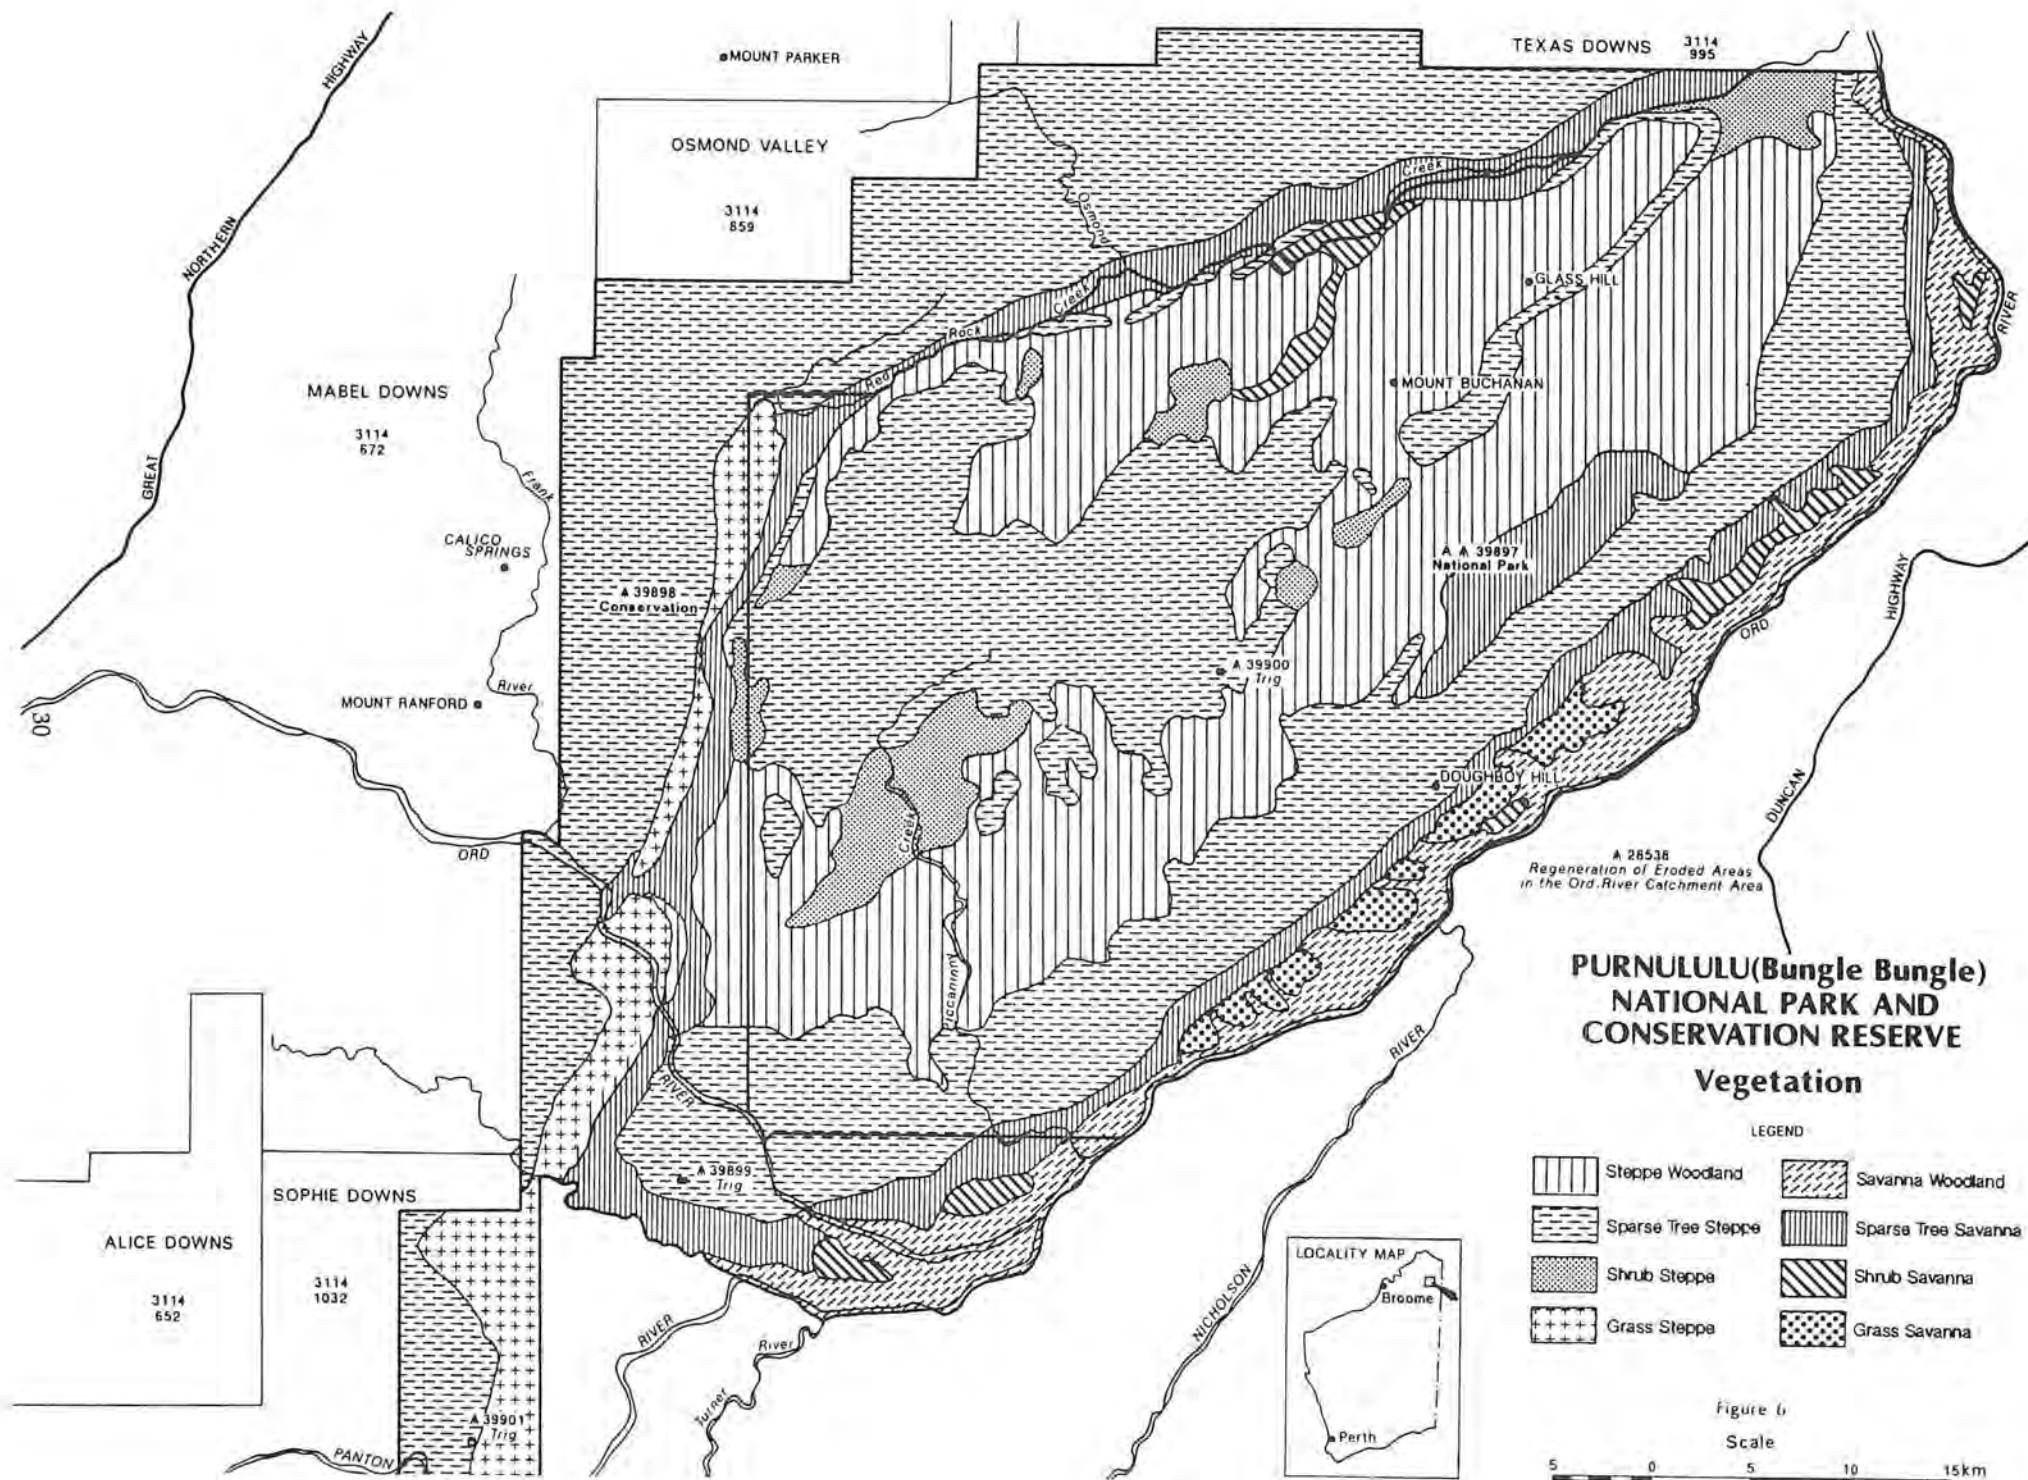 HIGHWAY
NORTHERN
GREAT
MOUNT PARKER
OSMOND VALLEY
3114
859
TEXAS DOWNS
3114
995
Osmond
Creek
Creek
Rock
Red
GLASS HILL
RIVER
MABEL DOWNS
3114
672
Frank
MOUNT BUCHANAN
CALICO
SPRINGS
A 39898
Conservation
A A 39897
National Park
HIGHWAY
ORD
A 39900
Trig
River
MOUNT RANFORD
30
DOUGHBOY HILL
DUNCAN
ORD
Creek
A 28538
Regeneration of Eroded Areas
in the Ord River Catchment Area
Piccaninny
RIVER
RIVER
PURNULULU(Bungle Bungle)
NATIONAL PARK AND
CONSERVATION RESERVE
Vegetation
LEGEND
Steppe Woodland
Savanna Woodland
Sparse Tree Steppe
Sparse Tree Savanna
Shrub Steppe
Shrub Savanna
Grass Steppe
Grass Savanna
A 39899
Trig
SOPHIE DOWNS
ALICE DOWNS
3114
1032
3114
652
LOCALITY MAP
Broome
Perth
NICHOLSON
RIVER
River
Turner
A 39901
Trig
PANTON
Figure 6
Scale
5 0 5 10 15km